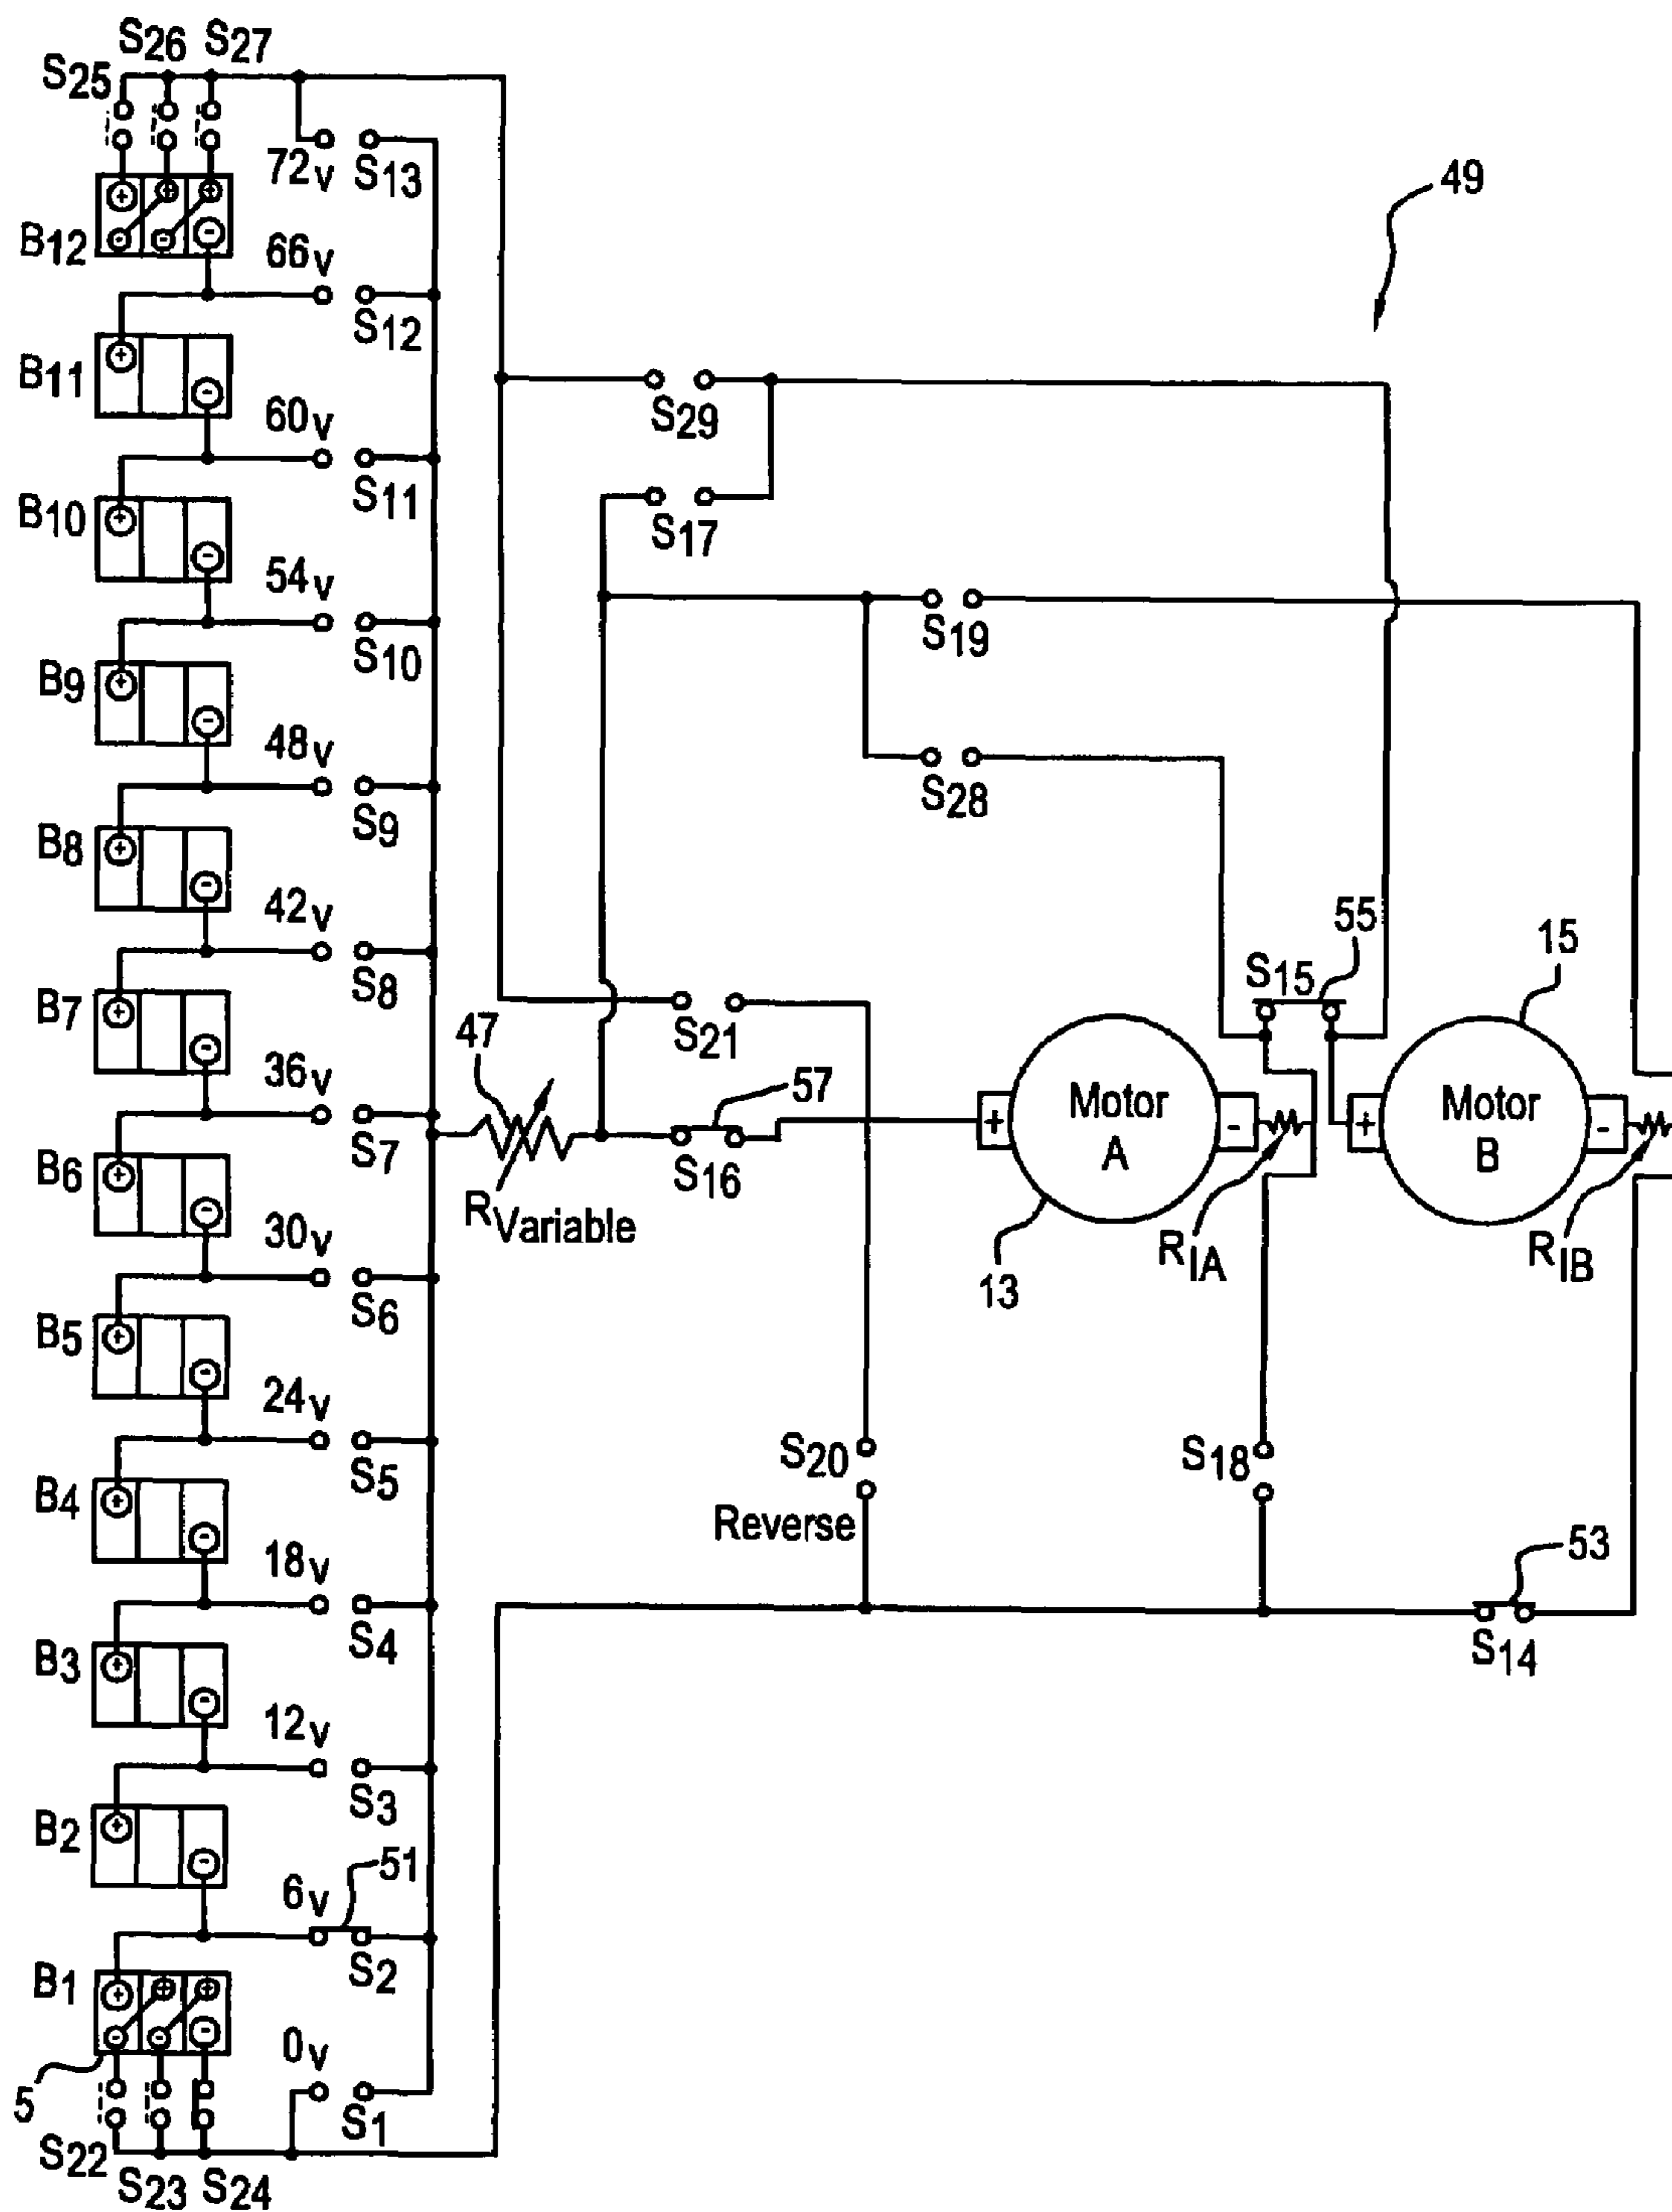 S26 S27
S25
72v S13
49
B12
66v
S12
B11
S29
60v
S11
B10
S17
54v
S10
S19
B9
48v
S9
S28
B8
42v
S8
55
15
S15
B7
S21
47
57
36v
S7
+
Motor
A
-
+
Motor
B
-
S16
B6
RVariable
RIA
RIB
13
30v
S6
B5
24v
S5
S20
S18
B4
Reverse
18v
S4
53
S14
B3
12v
S3
B2
51
6v
S2
B1
0v
5
S1
S22
S23 S24